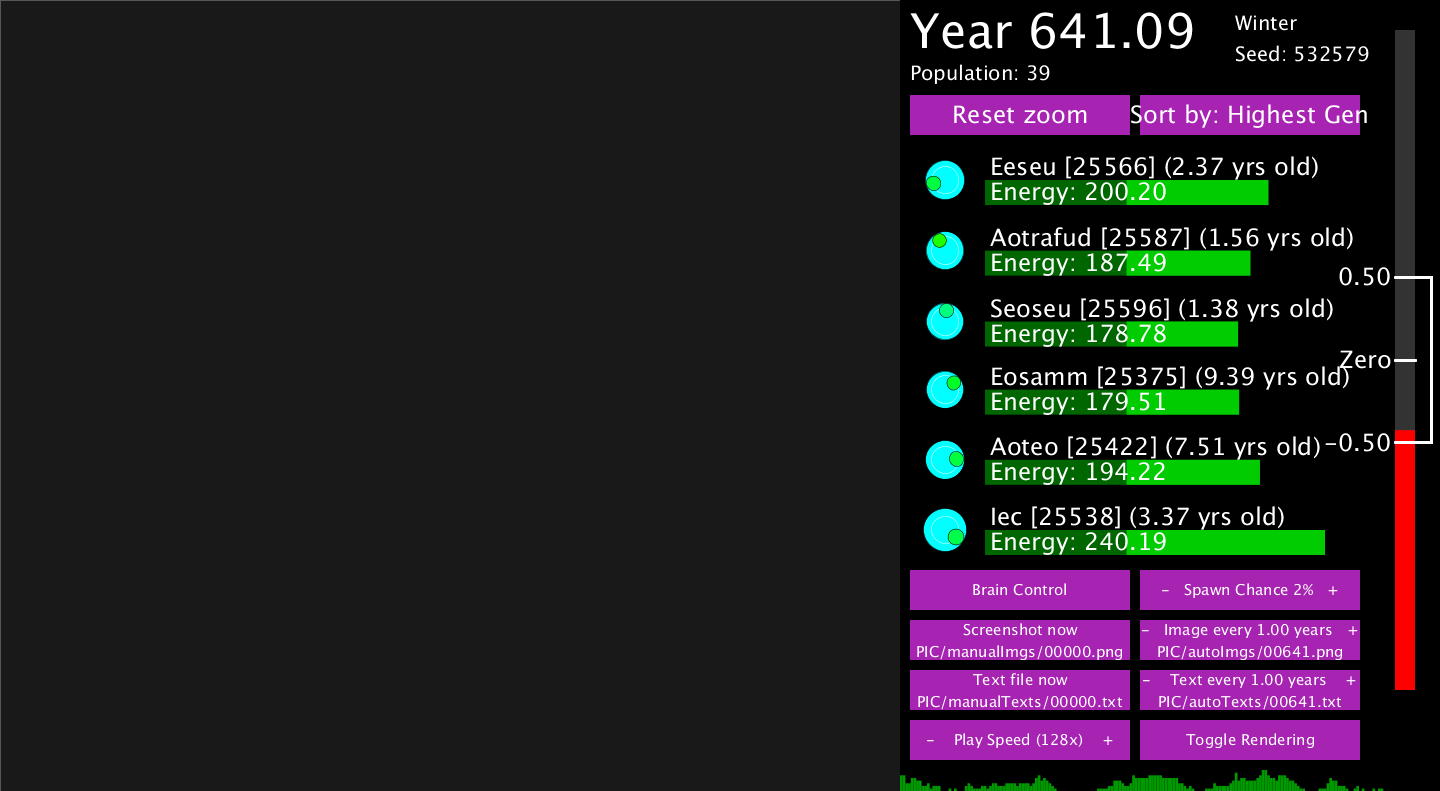 Year 641.09
Winter
Seed: 532579
Population: 39
Reset zoom
Sort by: Highest Gen
Eeseu [25566] (2.37 yrs old)
Energy: 200.20
Aotrafud [25587] (1.56 yrs old)
Energy: 187.49
0.50
Seoseu [25596] (1.38 yrs old)
Energy: 178.78
Zero
Eosamm [25375] (9.39 yrs old)
Energy: 179.51
-0.50
Aoteo [25422] (7.51 yrs old)
Energy: 194.22
Iec [25538] (3.37 yrs old)
Energy: 240.19
Brain Control
- Spawn Chance 2% +
Screenshot now
PIC/manualImgs/00000.png
- Image every 1.00 years +
PIC/autoImgs/00641.png
Text file now
PIC/manualTexts/00000.txt
- Text every 1.00 years +
PIC/autoTexts/00641.txt
- Play Speed (128x) +
Toggle Rendering